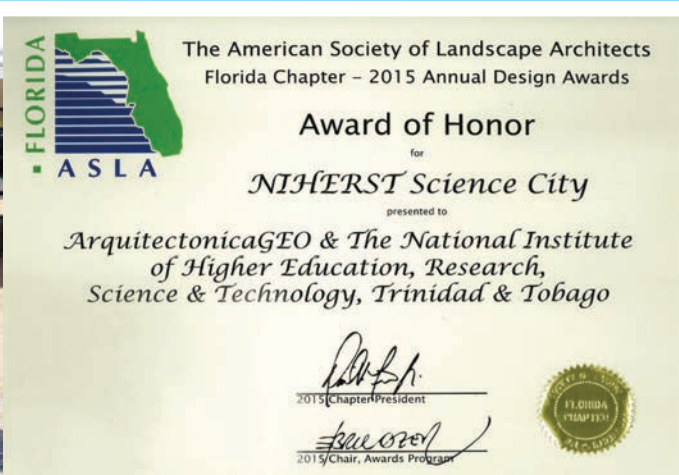 FLORIDA
ASLA
The American Society of Landscape Architects
Florida Chapter – 2015 Annual Design Awards
Award of Honor
for
NIHERST Science City
presented to
ArquitectonicaGEO & The National Institute
of Higher Education, Research,
Science & Technology, Trinidad & Tobago
2015 Chapter President
2015/Chair, Awards Program
FLORIDA
CHAPTER